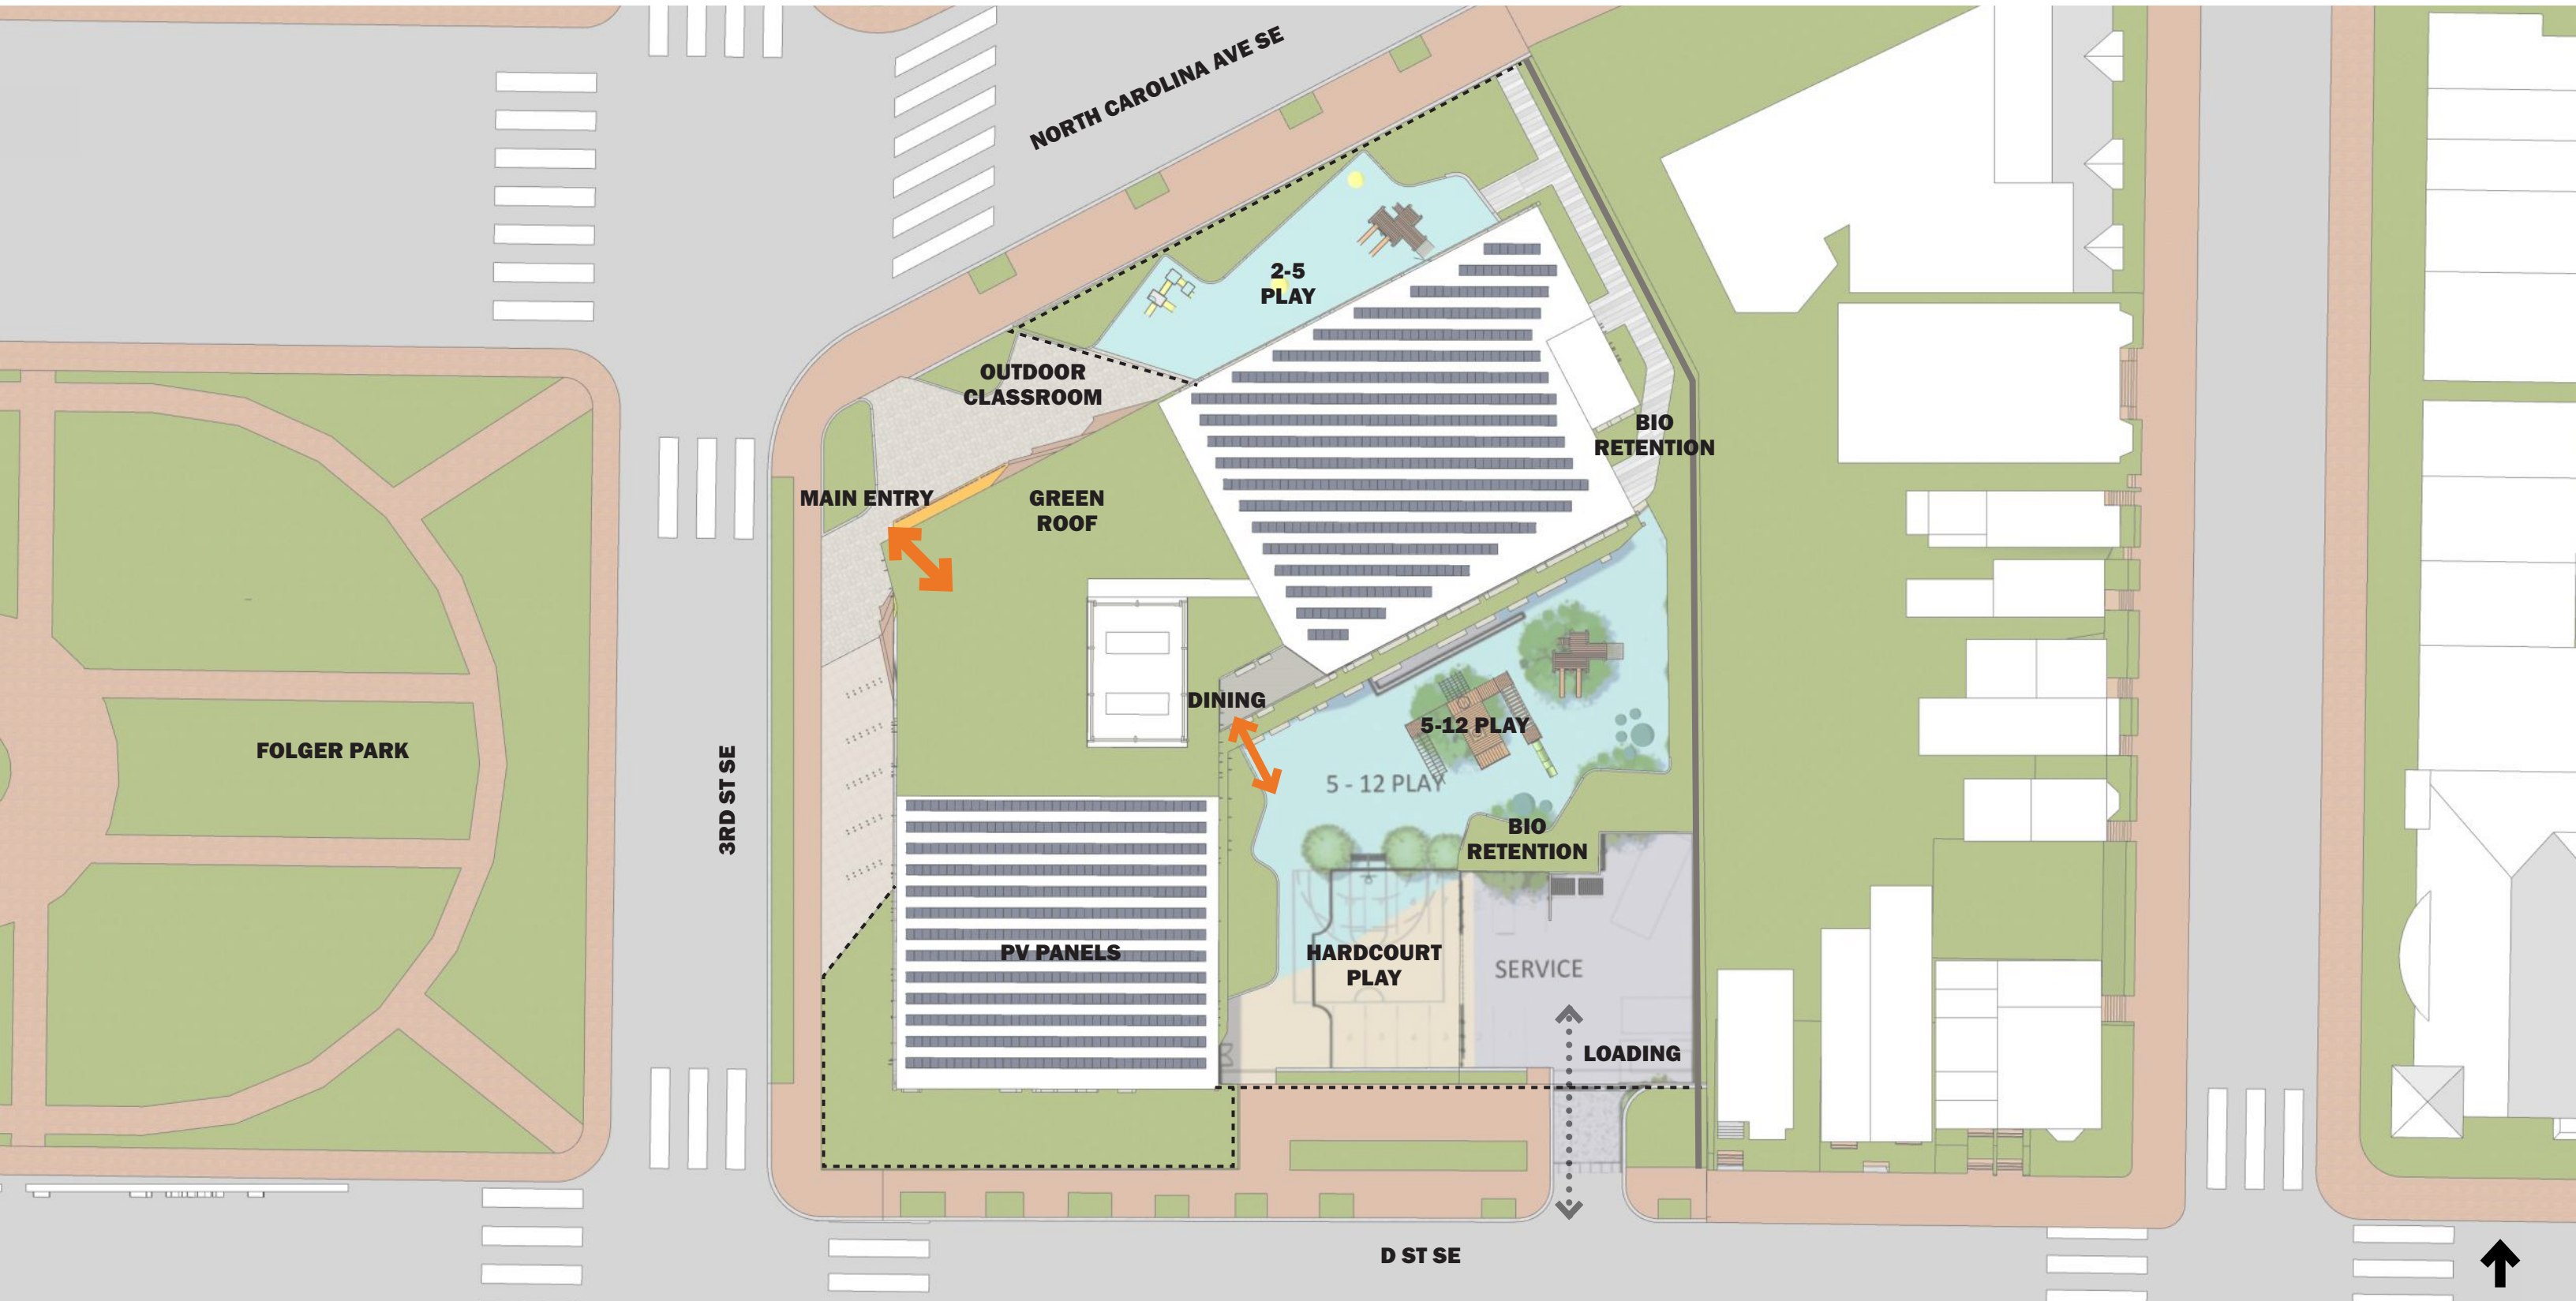 NORTH CAROLINA AVE SE
2-5
PLAY
OUTDOOR
CLASSROOM
BIO
RETENTION
MAIN ENTRY
GREEN
ROOF
DINING
5-12 PLAY
FOLGER PARK
3RD ST SE
5 - 12 PLAY
BIO
RETENTION
PV PANELS
HARDCOURT
PLAY
SERVICE
LOADING
D ST SE